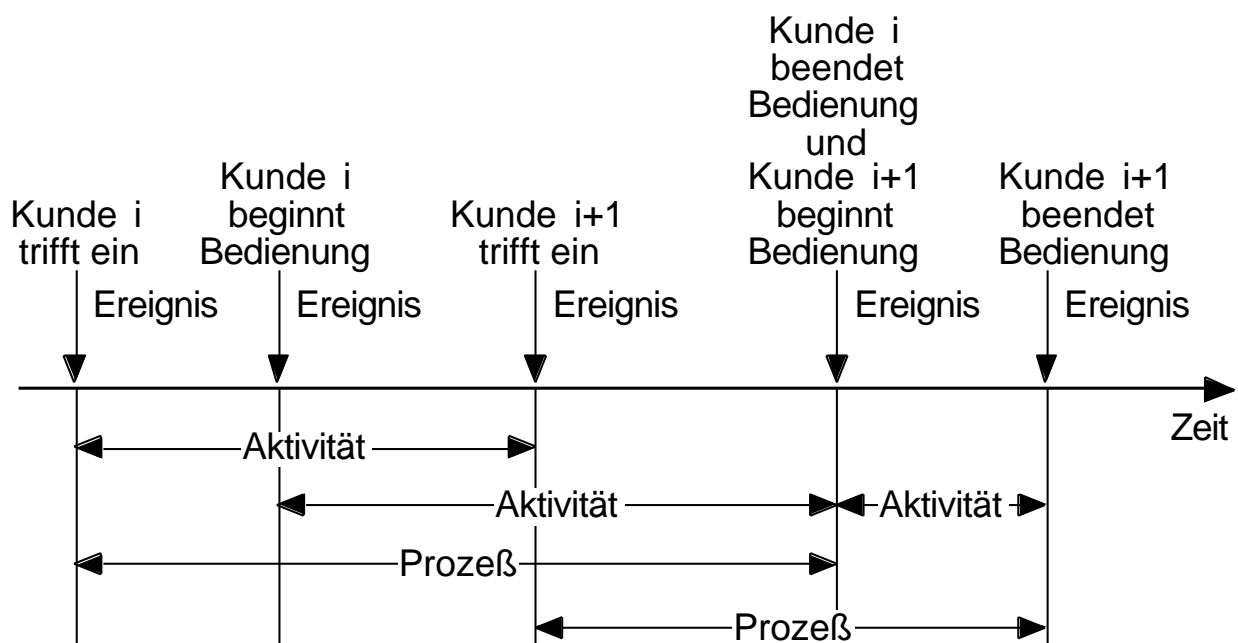 Kunde i
beendet
Bedienung
und
Kunde i+1
beginnt
Bedienung
Kunde i
beginnt
Bedienung
Kunde i+1
beendet
Bedienung
Kunde i
trifft ein
Kunde i+1
trifft ein
Ereignis
Ereignis
Ereignis
Ereignis
Ereignis
Zeit
Aktivität
Aktivität
Aktivität
Prozeß
Prozeß